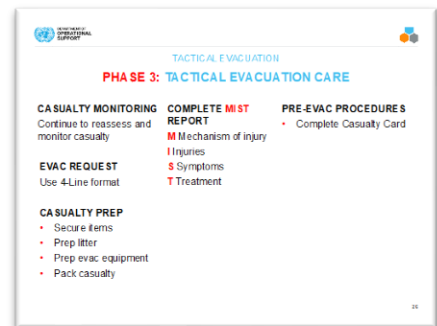 DEPARTMENT OF
OPERATIONAL
SUPPORT
TACTICAL EVACUATION
PHASE 3: TACTICAL EVACUATION CARE
CASUALTY MONITORING
Continue to reassess and
monitor casualty
EVAC REQUEST
Use 4-Line format
CASUALTY PREP
• Secure items
• Prep litter
• Prep evac equipment
• Pack casualty
COMPLETE MIST
REPORT
M Mechanism of injury
I Injuries
S Symptoms
T Treatment
PRE-EVAC PROCEDURES
• Complete Casualty Card